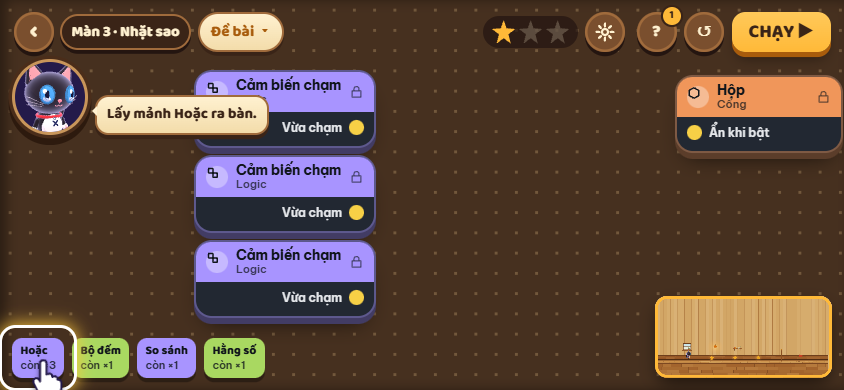 Màn 3 · Nhặt sao
Đề bài
?
1
CHẠY
Lấy mảnh Hoặc ra bàn.
Cảm biến chạm
Vừa chạm
Cảm biến chạm
Logic
Vừa chạm
Cảm biến chạm
Logic
Vừa chạm
Hộp
Cổng
Ẩn khi bật
Hoặc
Bộ đếm
còn ×1
So sánh
còn ×1
Hằng số
còn ×1